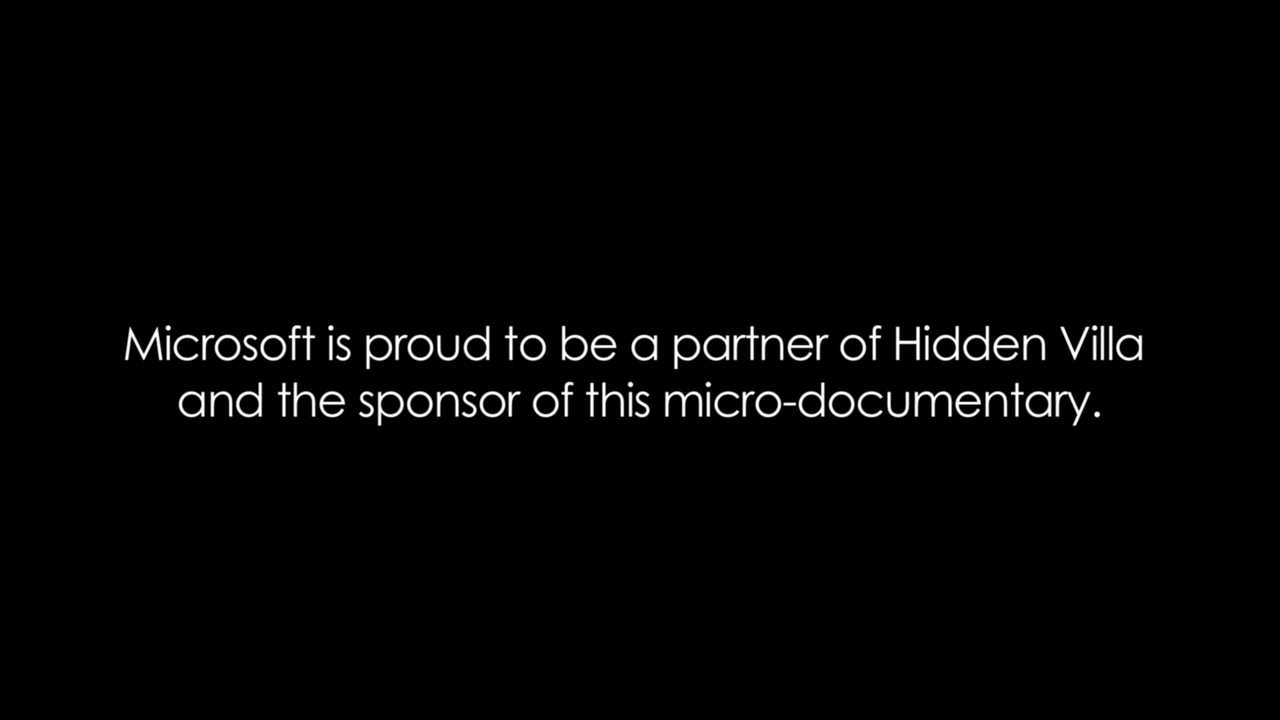 Microsoft is proud to be a partner of Hidden Villa
and the sponsor of this micro-documentary.